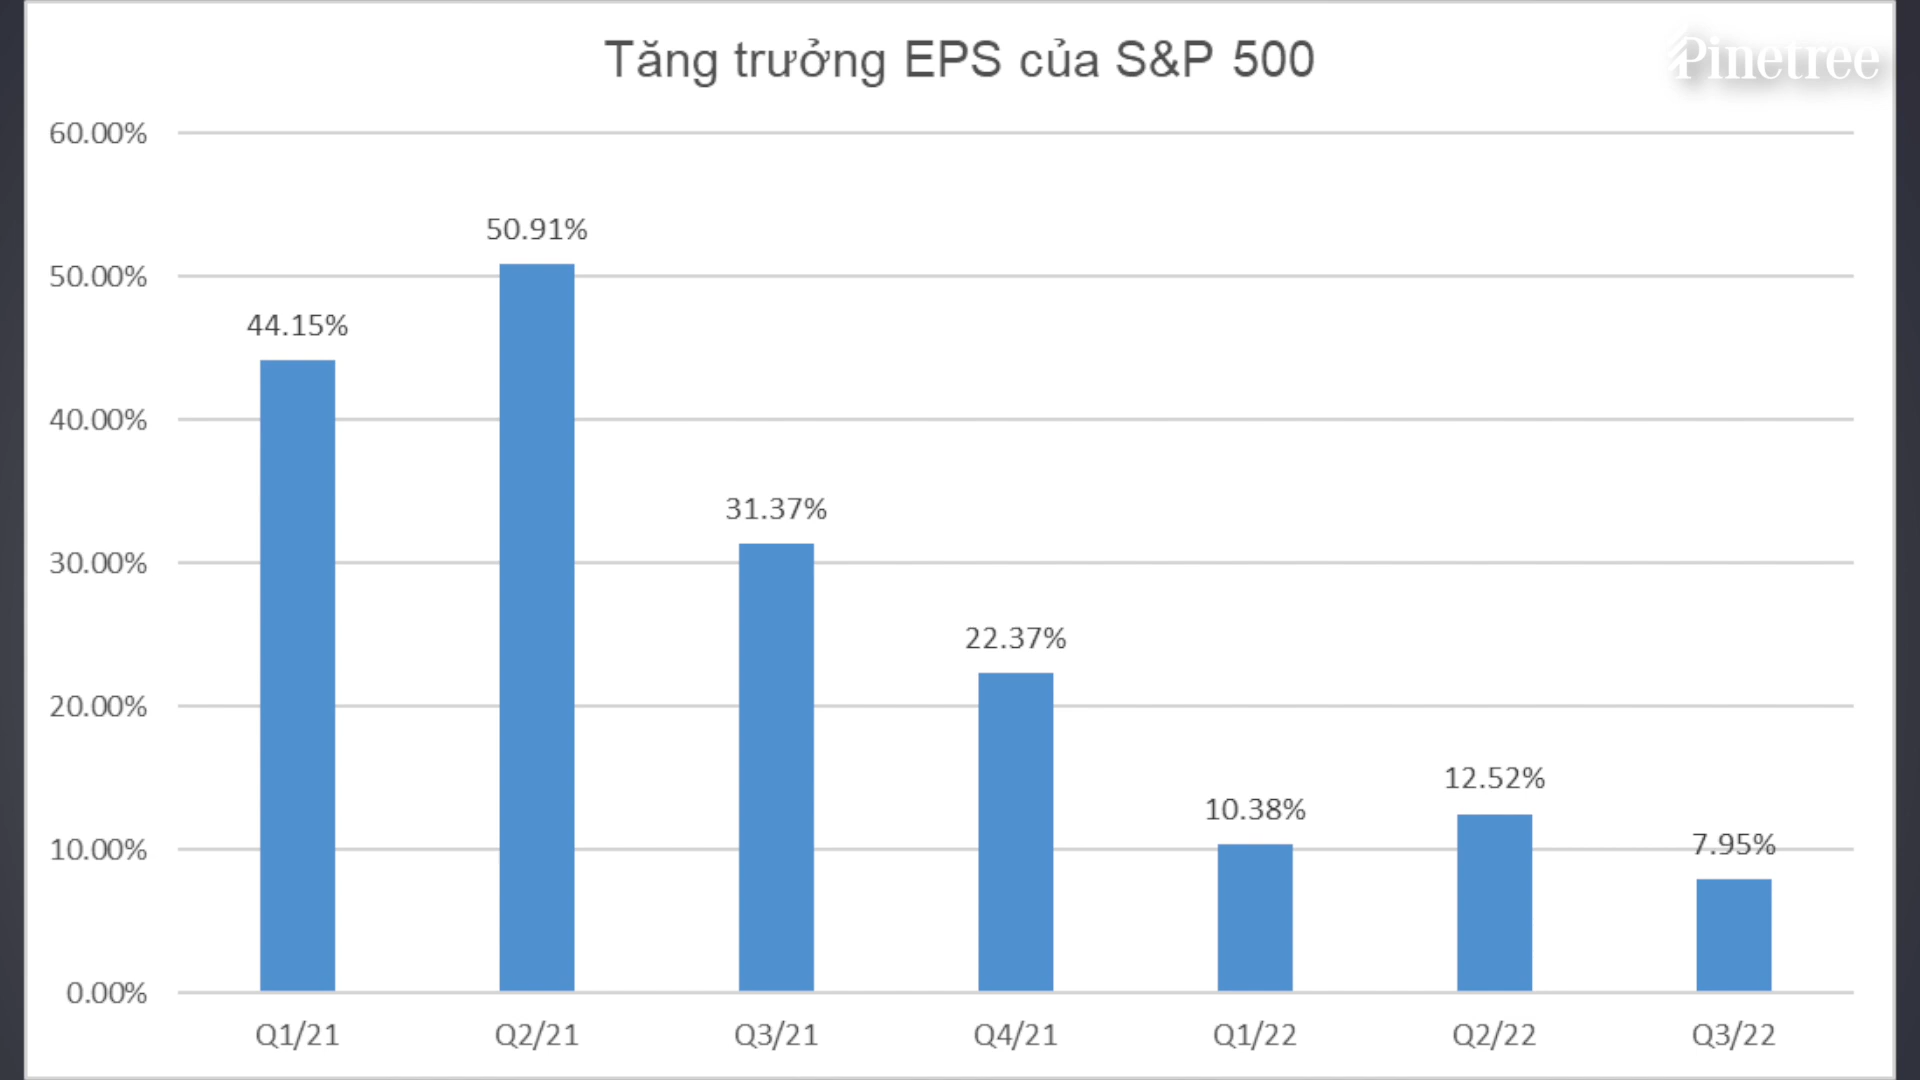 Tăng trưởng EPS của S&P 500
Pinetree
60.00%
50.00%
40.00%
30.00%
20.00%
10.00%
0.00%
44.15%
50.91%
31.37%
22.37%
10.38%
12.52%
7.95%
Q1/21
Q2/21
Q3/21
Q4/21
Q1/22
Q2/22
Q3/22